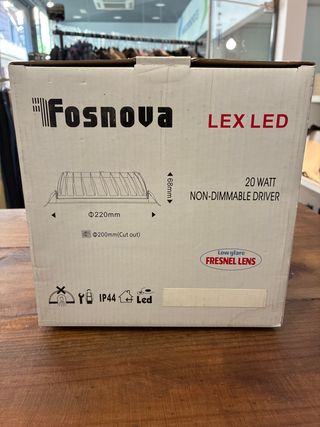 Fosnova
LEX LED
20 WATT
NON-DIMMABLE DRIVER
68mm
Φ220mm
Φ200mm(Cut out)
Low glare
FRESNEL LENS
IP44
Led